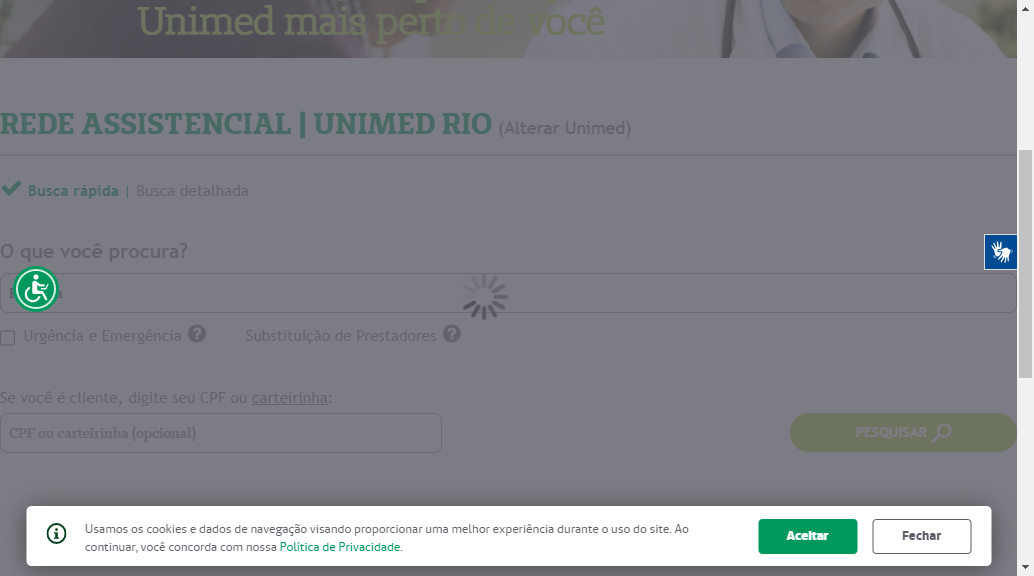 Unimed mais perto de você
REDE ASSISTENCIAL | UNIMED RIO (Alterar Unimed)
Busca rápida | Busca detalhada
O que você procura?
Urgência e Emergência ? Substituição de Prestadores ?
Se você é cliente, digite seu CPF ou carteirinha:
CPF ou carteirinha (opcional)
PESQUISAR
Usamos os cookies e dados de navegação visando proporcionar uma melhor experiência durante o uso do site. Ao
continuar, você concorda com nossa Política de Privacidade.
Aceitar
Fechar